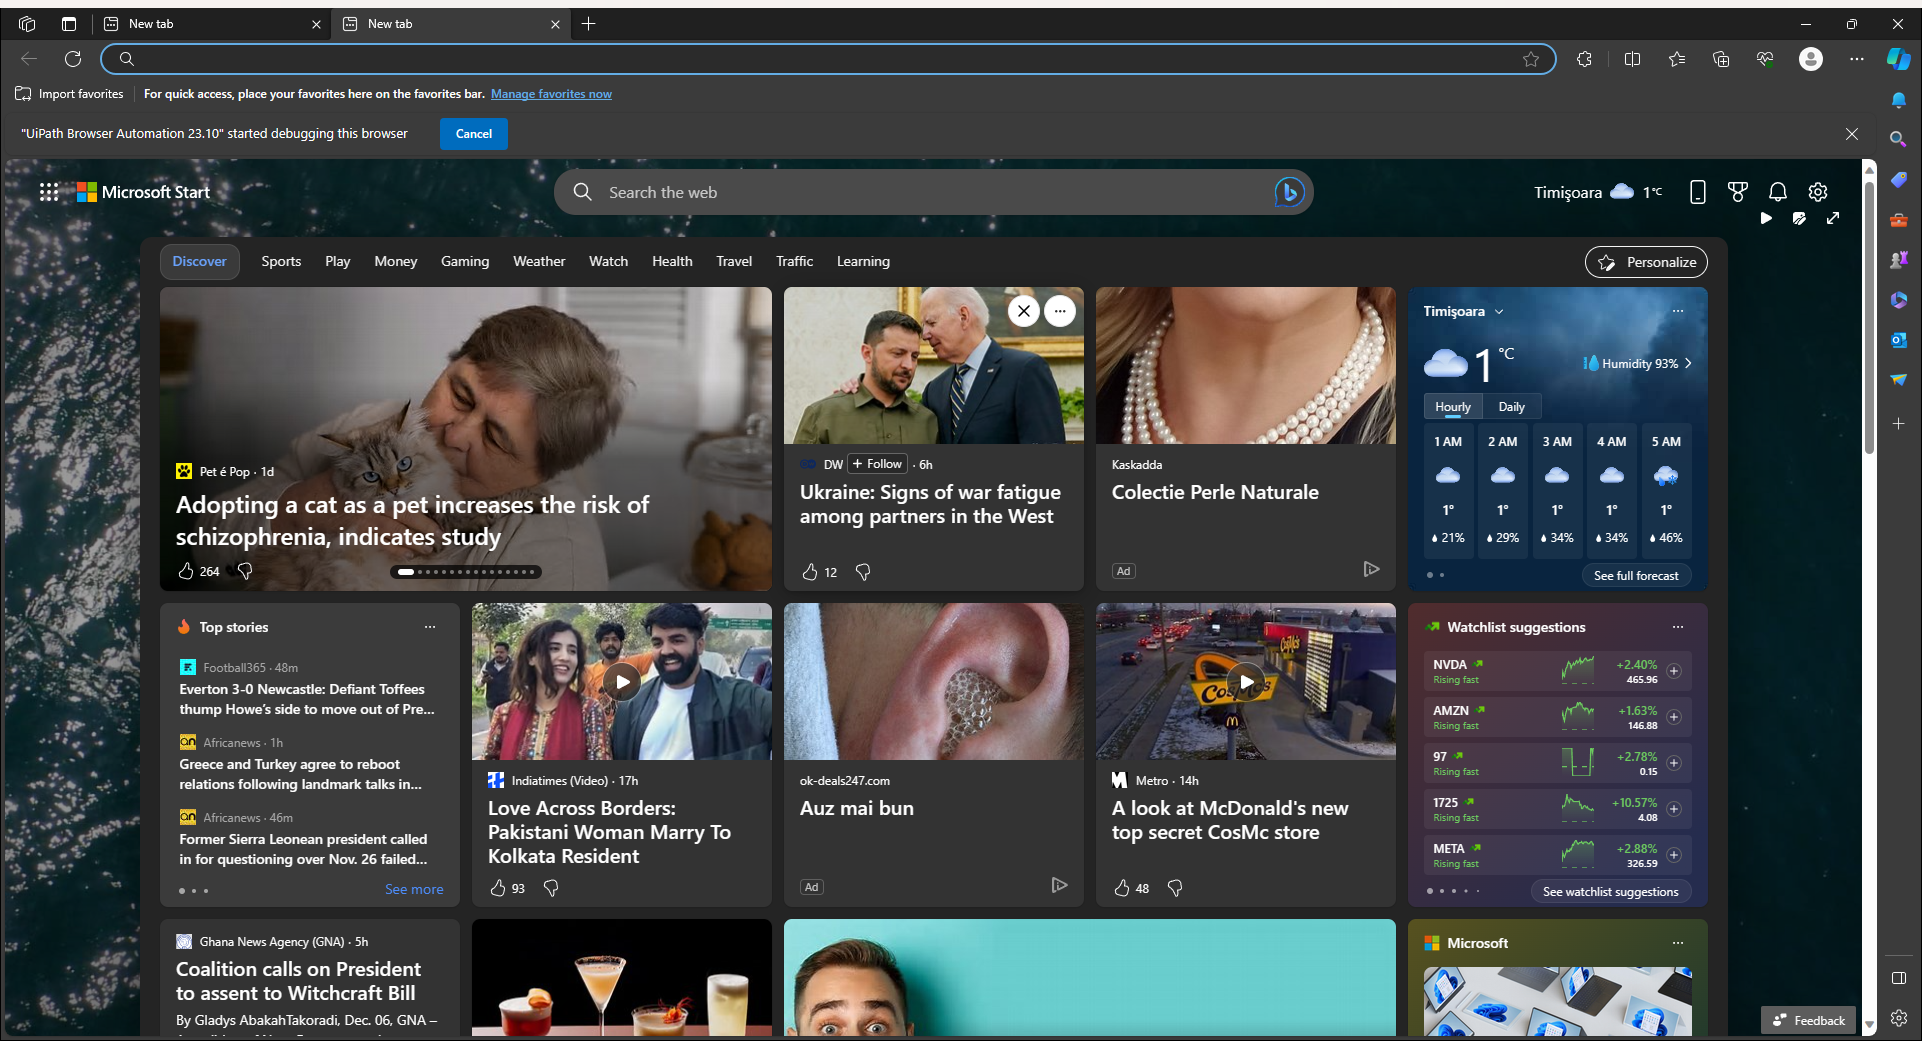 New tab
New tab
Import favorites
For quick access, place your favorites here on the favorites bar. Manage favorites now
"UiPath Browser Automation 23.10" started debugging this browser
Cancel
Microsoft Start
Search the web
Timişoara 1°C
Discover Sports Play Money Gaming Weather Watch Health Travel Traffic Learning
Personalize
Pet é Pop · 1d
Adopting a cat as a pet increases the risk of
schizophrenia, indicates study
264
DW + Follow · 6h
Ukraine: Signs of war fatigue
among partners in the West
12
Kaskadda
Colectie Perle Naturale
Ad
Timişoara
1 °C
Humidity 93%
Hourly Daily
1 AM 2 AM 3 AM 4 AM 5 AM
1° 1° 1° 1° 1°
21% 29% 34% 34% 46%
See full forecast
Top stories
Football365 · 48m
Everton 3-0 Newcastle: Defiant Toffees
thump Howe's side to move out of Pre...
Africanews · 1h
Greece and Turkey agree to reboot
relations following landmark talks in...
Africanews · 46m
Former Sierra Leonean president called
in for questioning over Nov. 26 failed...
See more
Indiatimes (Video) · 17h
Love Across Borders:
Pakistani Woman Marry To
Kolkata Resident
93
ok-deals247.com
Auz mai bun
Ad
CosMc's
Metro · 14h
A look at McDonald's new
top secret CosMc store
48
Watchlist suggestions
NVDA +2.40%
Rising fast 465.96
AMZN +1.63%
Rising fast 146.88
97 +2.78%
Rising fast 0.15
1725 +10.57%
Rising fast 4.08
META +2.88%
Rising fast 326.59
See watchlist suggestions
Ghana News Agency (GNA) · 5h
Coalition calls on President
to assent to Witchcraft Bill
By Gladys AbakahTakoradi, Dec. 06, GNA –
Microsoft
Feedback